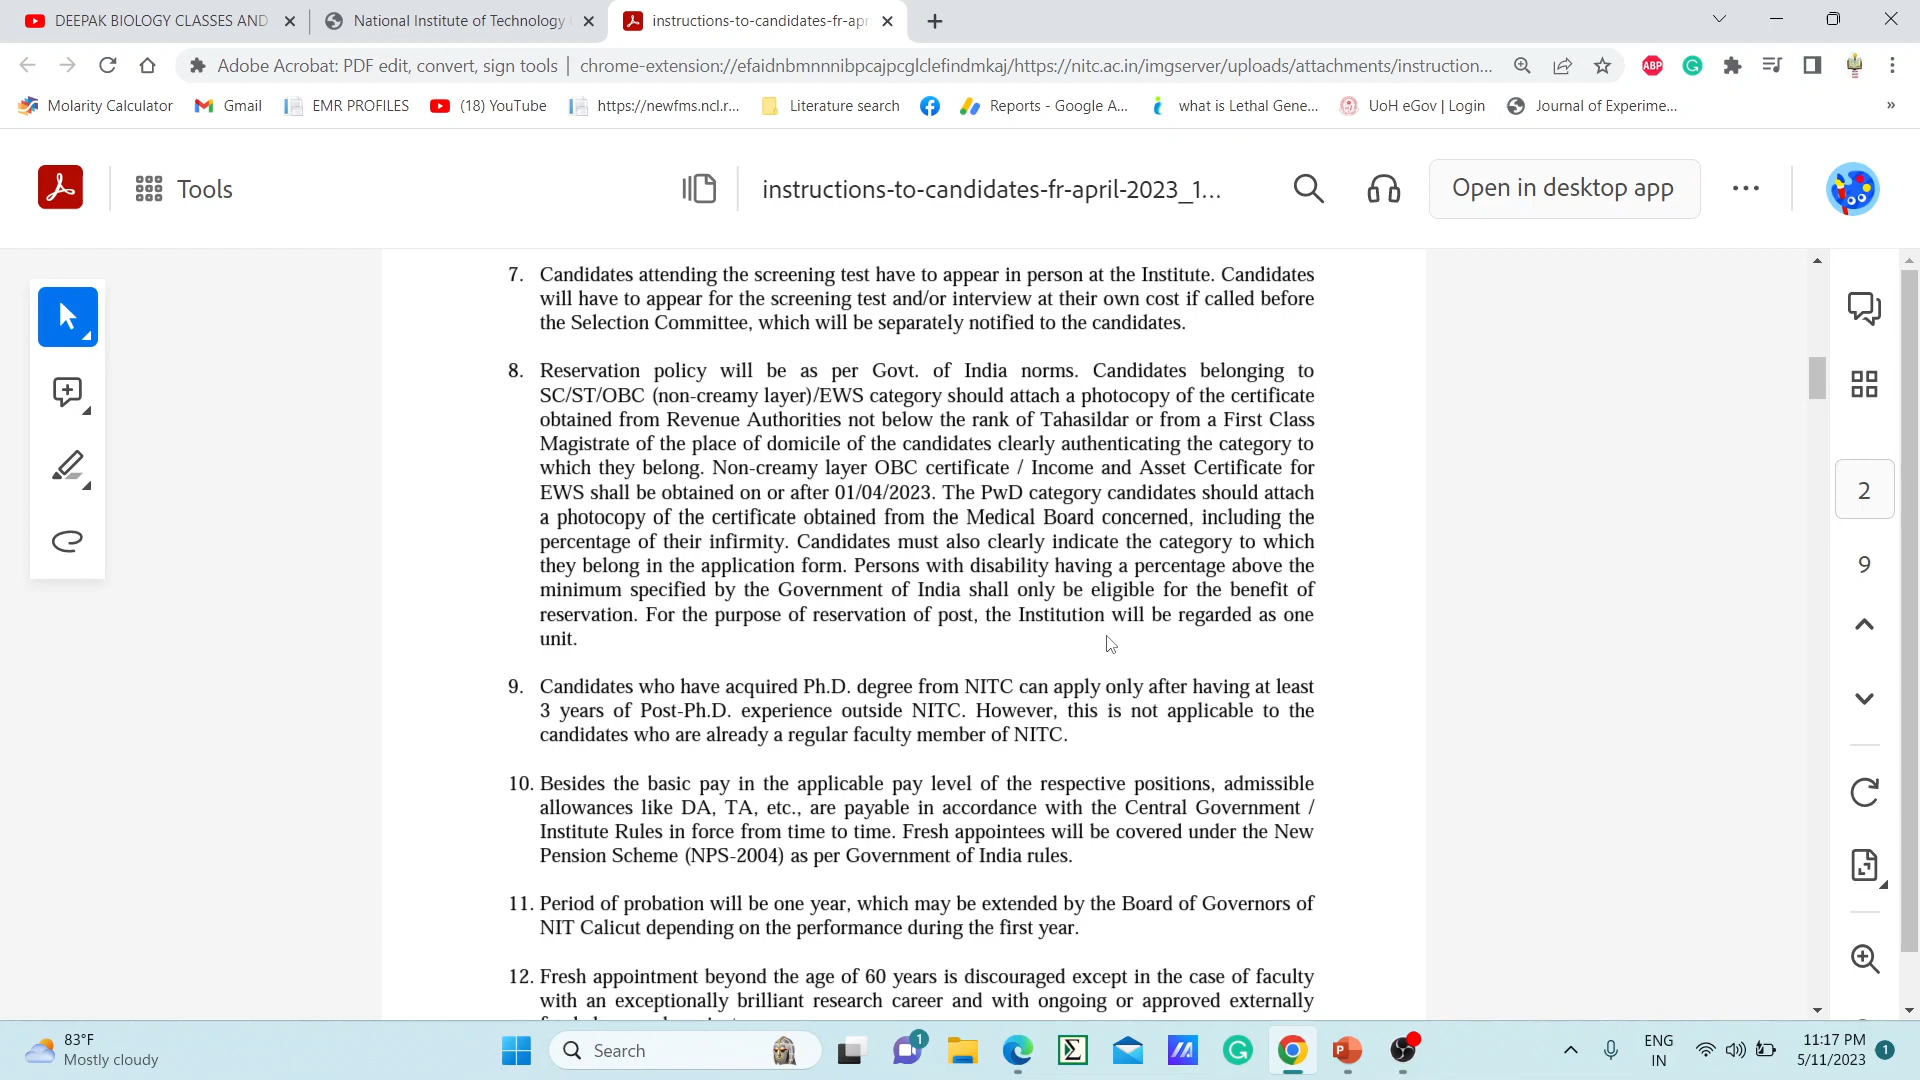 DEEPAK BIOLOGY CLASSES AND
National Institute of Technology
instructions-to-candidates-fr-apr
Adobe Acrobat: PDF edit, convert, sign tools | chrome-extension://efaidnbmnnnibpcajpcglclefindmkaj/https://nitc.ac.in/imgserver/uploads/attachments/instruction...
ABP
Molarity Calculator
Gmail
EMR PROFILES
(18) YouTube
https://newfms.ncl.r...
Literature search
Reports - Google A...
what is Lethal Gene...
UoH eGov | Login
Journal of Experime...
»
Tools
instructions-to-candidates-fr-april-2023_1...
Open in desktop app
7. Candidates attending the screening test have to appear in person at the Institute. Candidates
will have to appear for the screening test and/or interview at their own cost if called before
the Selection Committee, which will be separately notified to the candidates.
8. Reservation policy will be as per Govt. of India norms. Candidates belonging to
SC/ST/OBC (non-creamy layer)/EWS category should attach a photocopy of the certificate
obtained from Revenue Authorities not below the rank of Tahasildar or from a First Class
Magistrate of the place of domicile of the candidates clearly authenticating the category to
which they belong. Non-creamy layer OBC certificate / Income and Asset Certificate for
EWS shall be obtained on or after 01/04/2023. The PwD category candidates should attach
a photocopy of the certificate obtained from the Medical Board concerned, including the
percentage of their infirmity. Candidates must also clearly indicate the category to which
they belong in the application form. Persons with disability having a percentage above the
minimum specified by the Government of India shall only be eligible for the benefit of
reservation. For the purpose of reservation of post, the Institution will be regarded as one
unit.
9. Candidates who have acquired Ph.D. degree from NITC can apply only after having at least
3 years of Post-Ph.D. experience outside NITC. However, this is not applicable to the
candidates who are already a regular faculty member of NITC.
10. Besides the basic pay in the applicable pay level of the respective positions, admissible
allowances like DA, TA, etc., are payable in accordance with the Central Government /
Institute Rules in force from time to time. Fresh appointees will be covered under the New
Pension Scheme (NPS-2004) as per Government of India rules.
11. Period of probation will be one year, which may be extended by the Board of Governors of
NIT Calicut depending on the performance during the first year.
12. Fresh appointment beyond the age of 60 years is discouraged except in the case of faculty
with an exceptionally brilliant research career and with ongoing or approved externally
2
9
83°F
Mostly cloudy
Search
1
ENG
IN
11:17 PM
5/11/2023
1